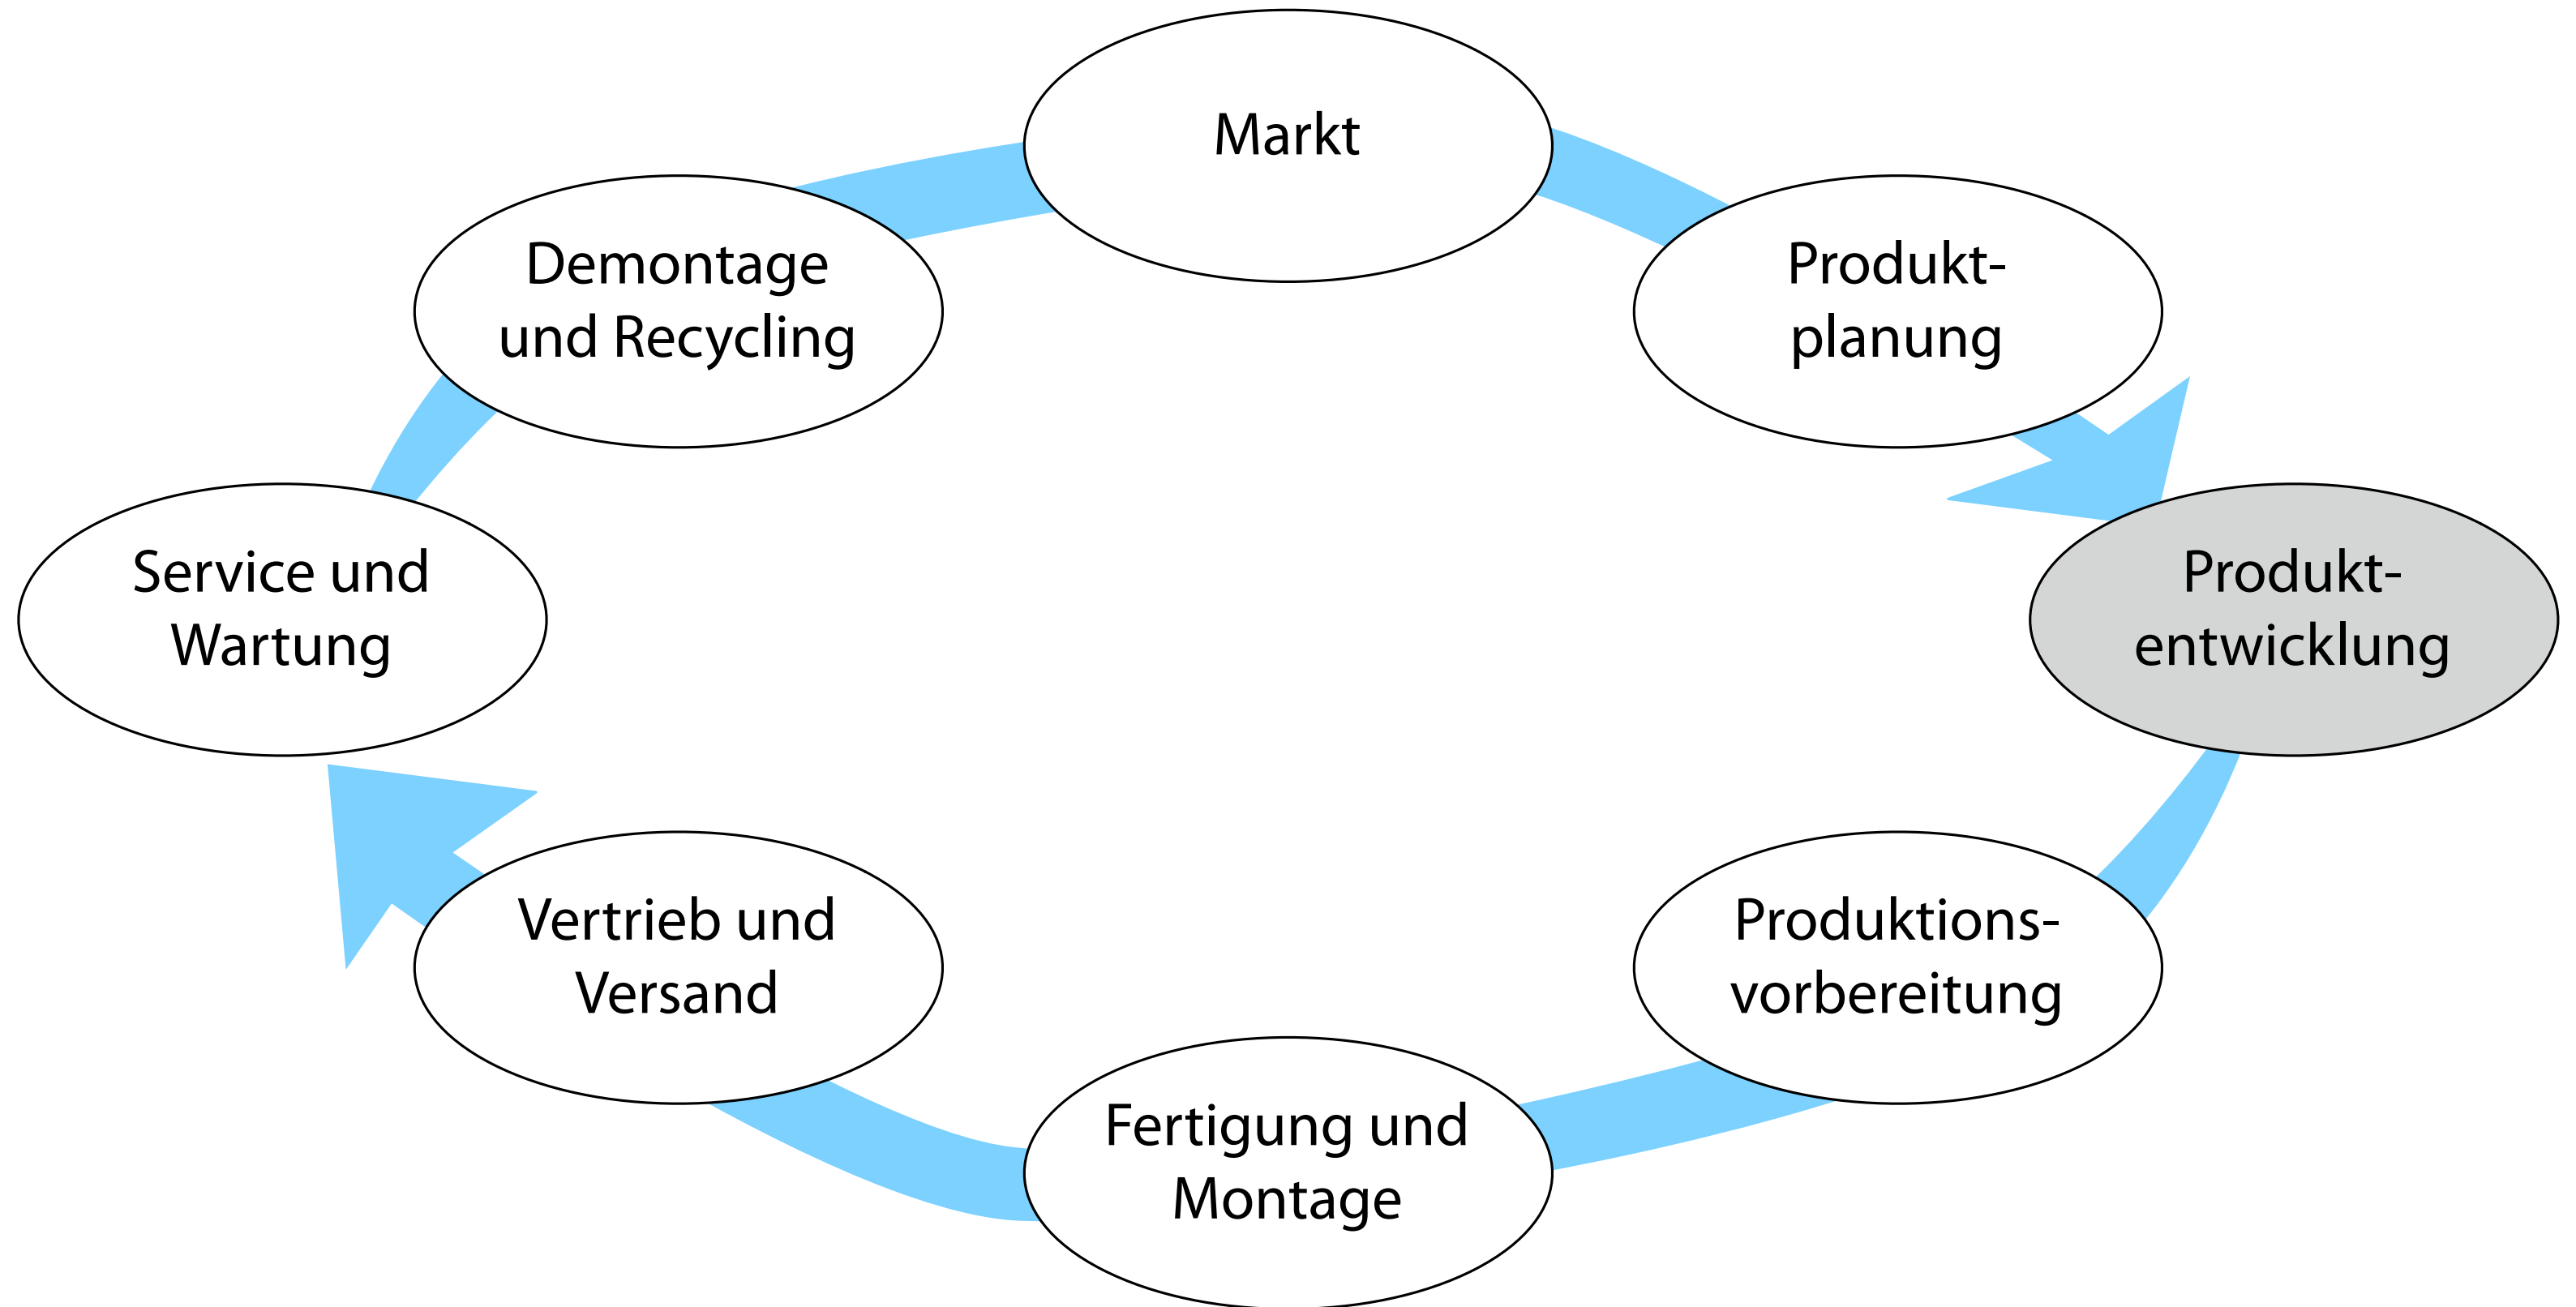 Markt
Produkt-
planung
Produkt-
entwicklung
Produktions-
vorbereitung
Fertigung und
Montage
Vertrieb und
Versand
Service und
Wartung
Demontage
und Recycling